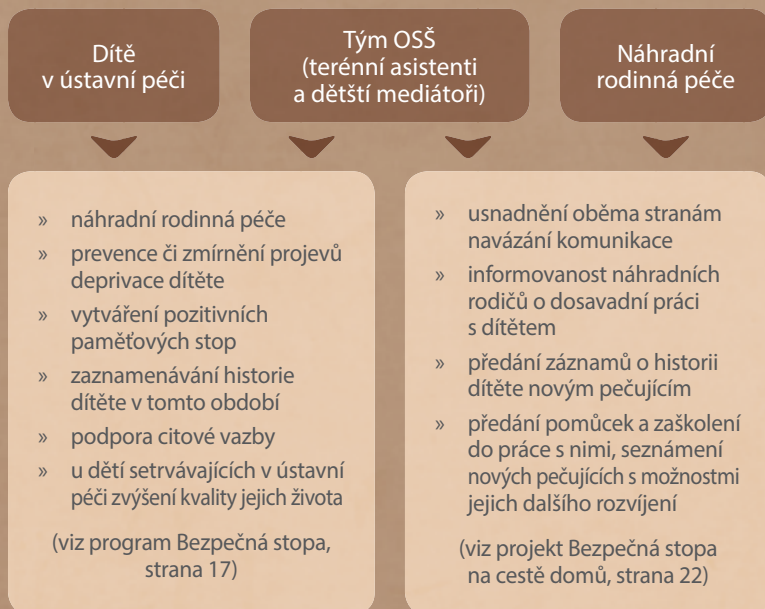 Dítě
v ústavní péči
Tým OSŠ
(terénní asistenti
a dětští mediátoři)
Náhradní
rodinná péče
» náhradní rodinná péče
» prevence či zmírnění projevů
deprivace dítěte
» vytváření pozitivních
paměťových stop
» zaznamenávání historie
dítěte v tomto období
» podpora citové vazby
» u dětí setrvávajících v ústavní
péči zvýšení kvality jejich života
(viz program Bezpečná stopa,
strana 17)
» usnadnění oběma stranám
navázání komunikace
» informovanost náhradních
rodičů o dosavadní práci
s dítětem
» předání záznamů o historii
dítěte novým pečujícím
» předání pomůcek a zaškolení
do práce s nimi, seznámení
nových pečujících s možnostmi
jejich dalšího rozvíjení
(viz projekt Bezpečná stopa
na cestě domů, strana 22)